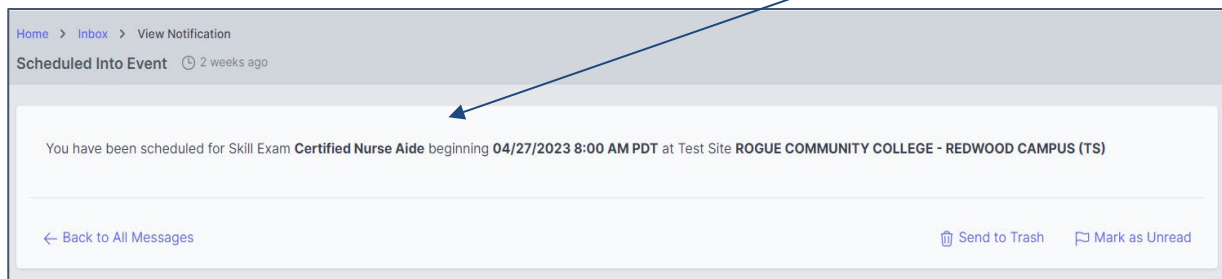 Home > Inbox > View Notification
Scheduled Into Event 2 weeks ago
You have been scheduled for Skill Exam Certified Nurse Aide beginning 04/27/2023 8:00 AM PDT at Test Site ROGUE COMMUNITY COLLEGE - REDWOOD CAMPUS (TS)
← Back to All Messages Send to Trash Mark as Unread